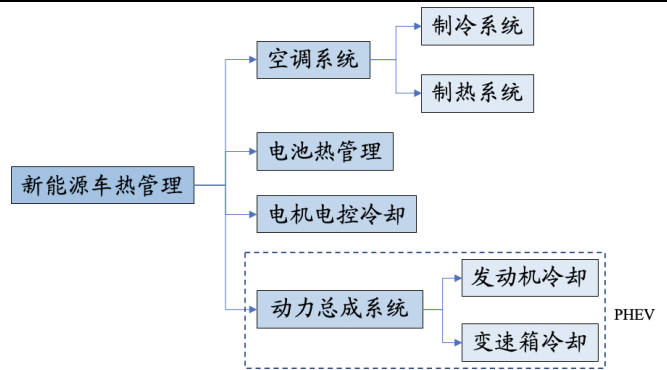 新能源车热管理
空调系统
制冷系统
制热系统
电池热管理
电机电控冷却
动力总成系统
发动机冷却
变速箱冷却
PHEV